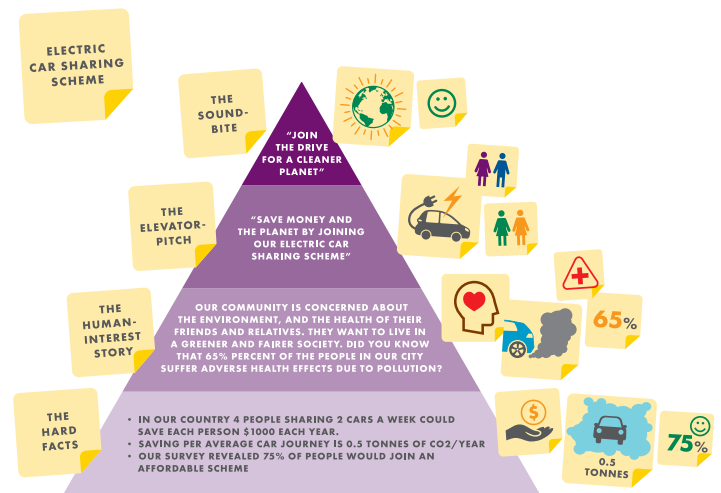 ELECTRIC
CAR SHARING
SCHEME
THE
SOUND-
BITE
“JOIN
THE DRIVE
FOR A CLEANER
PLANET”
THE
ELEVATOR-
PITCH
“SAVE MONEY AND
THE PLANET BY JOINING
OUR ELECTRIC CAR
SHARING SCHEME”
THE
HUMAN-
INTEREST
STORY
OUR COMMUNITY IS CONCERNED ABOUT
THE ENVIRONMENT, AND THE HEALTH OF THEIR
FRIENDS AND RELATIVES. THEY WANT TO LIVE IN
A GREENER AND FAIRER SOCIETY. DID YOU KNOW
THAT 65% PERCENT OF THE PEOPLE IN OUR CITY
SUFFER ADVERSE HEALTH EFFECTS DUE TO POLLUTION?
65%
THE
HARD
FACTS
• IN OUR COUNTRY 4 PEOPLE SHARING 2 CARS A WEEK COULD
SAVE EACH PERSON $1000 EACH YEAR.
• SAVING PER AVERAGE CAR JOURNEY IS 0.5 TONNES OF CO2/YEAR
• OUR SURVEY REVEALED 75% OF PEOPLE WOULD JOIN AN
AFFORDABLE SCHEME
$
0.5
TONNES
75%